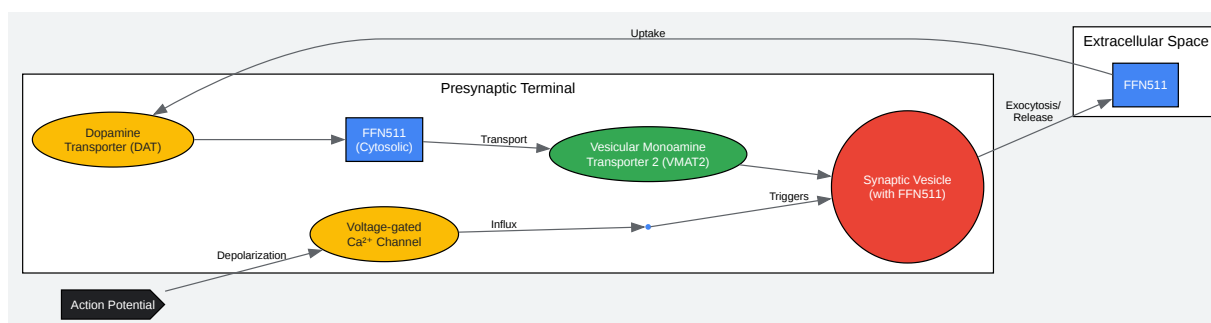 Uptake
Extracellular Space
FFN511
Presynaptic Terminal
Exocytosis/
Release
Dopamine
Transporter (DAT)
FFN511
(Cytosolic)
Transport
Vesicular Monoamine
Transporter 2 (VMAT2)
Synaptic Vesicle
(with FFN511)
Triggers
Voltage-gated
Ca²⁺ Channel
Influx
Depolarization
Action Potential